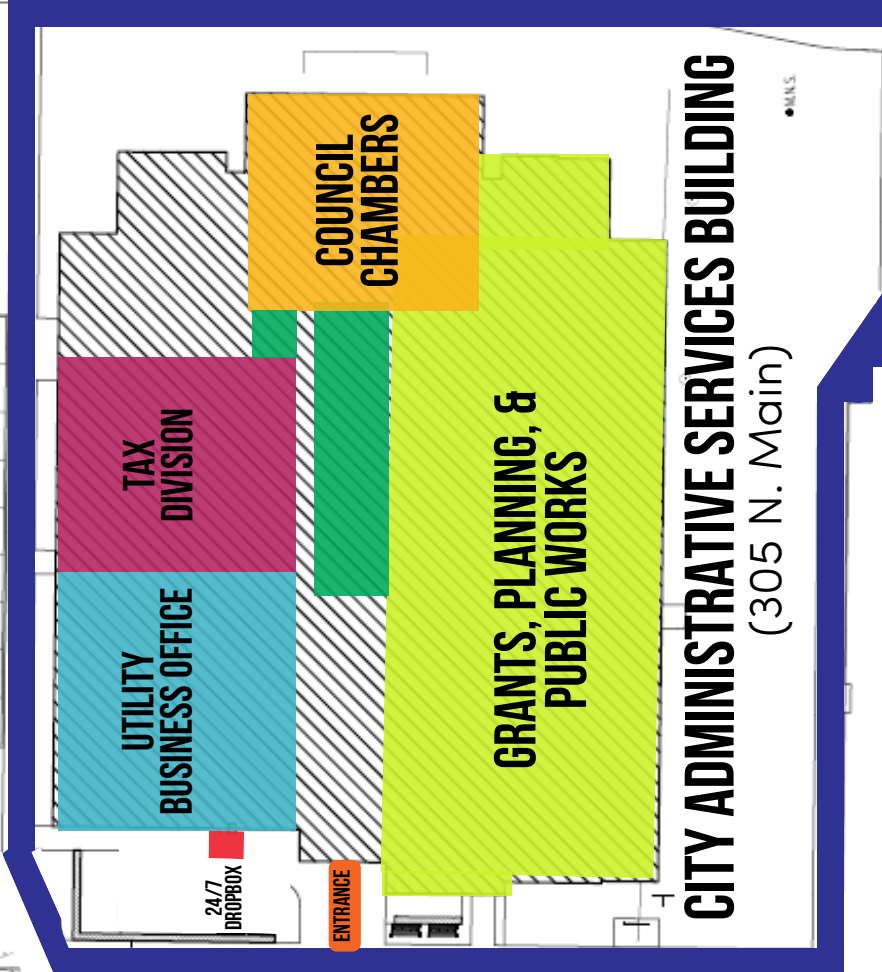 COUNCIL
CHAMBERS
TAX
DIVISION
UTILITY
BUSINESS OFFICE
GRANTS, PLANNING, &
PUBLIC WORKS
24/7
DROPBOX
ENTRANCE
CITY ADMINISTRATIVE SERVICES BUILDING
(305 N. Main)
M.N.S.